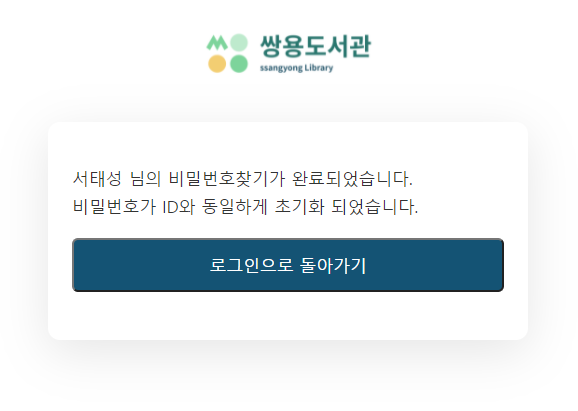 쌍용도서관
ssangyong Library
서태성 님의 비밀번호찾기가 완료되었습니다.
비밀번호가 ID와 동일하게 초기화 되었습니다.
로그인으로 돌아가기